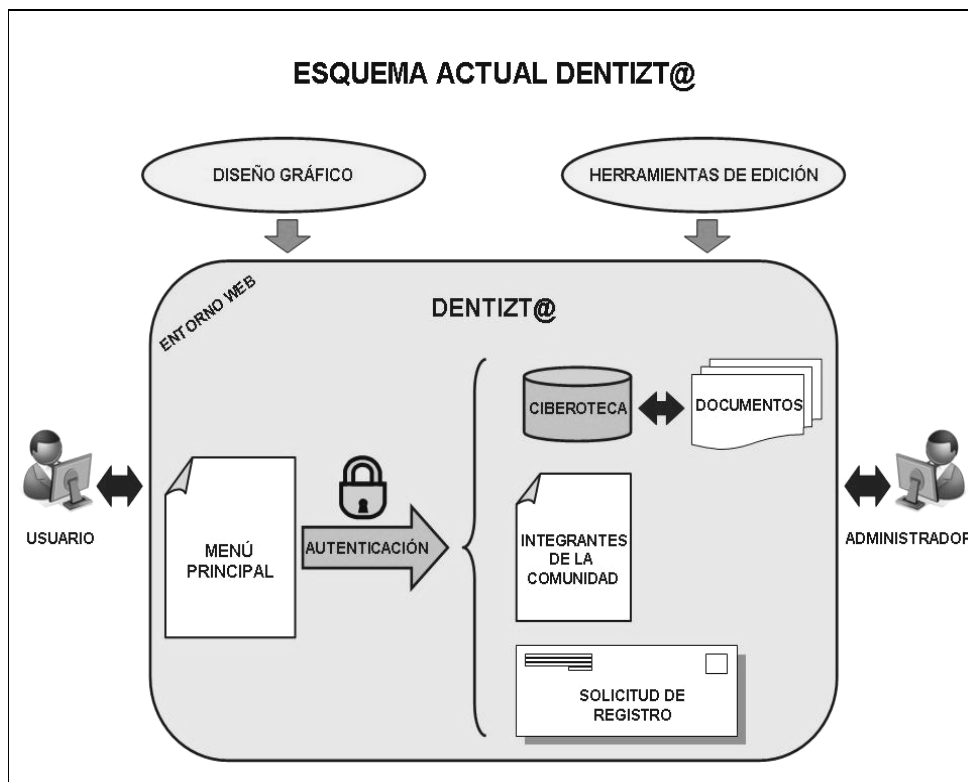 ESQUEMA ACTUAL DENTIZT@
DISEÑO GRÁFICO
HERRAMIENTAS DE EDICIÓN
ENTORNO WEB
DENTIZT@
CIBEROTECA
DOCUMENTOS
USUARIO
MENÚ
PRINCIPAL
AUTENTICACIÓN
INTEGRANTES
DE LA
COMUNIDAD
ADMINISTRADOR
SOLICITUD DE
REGISTRO